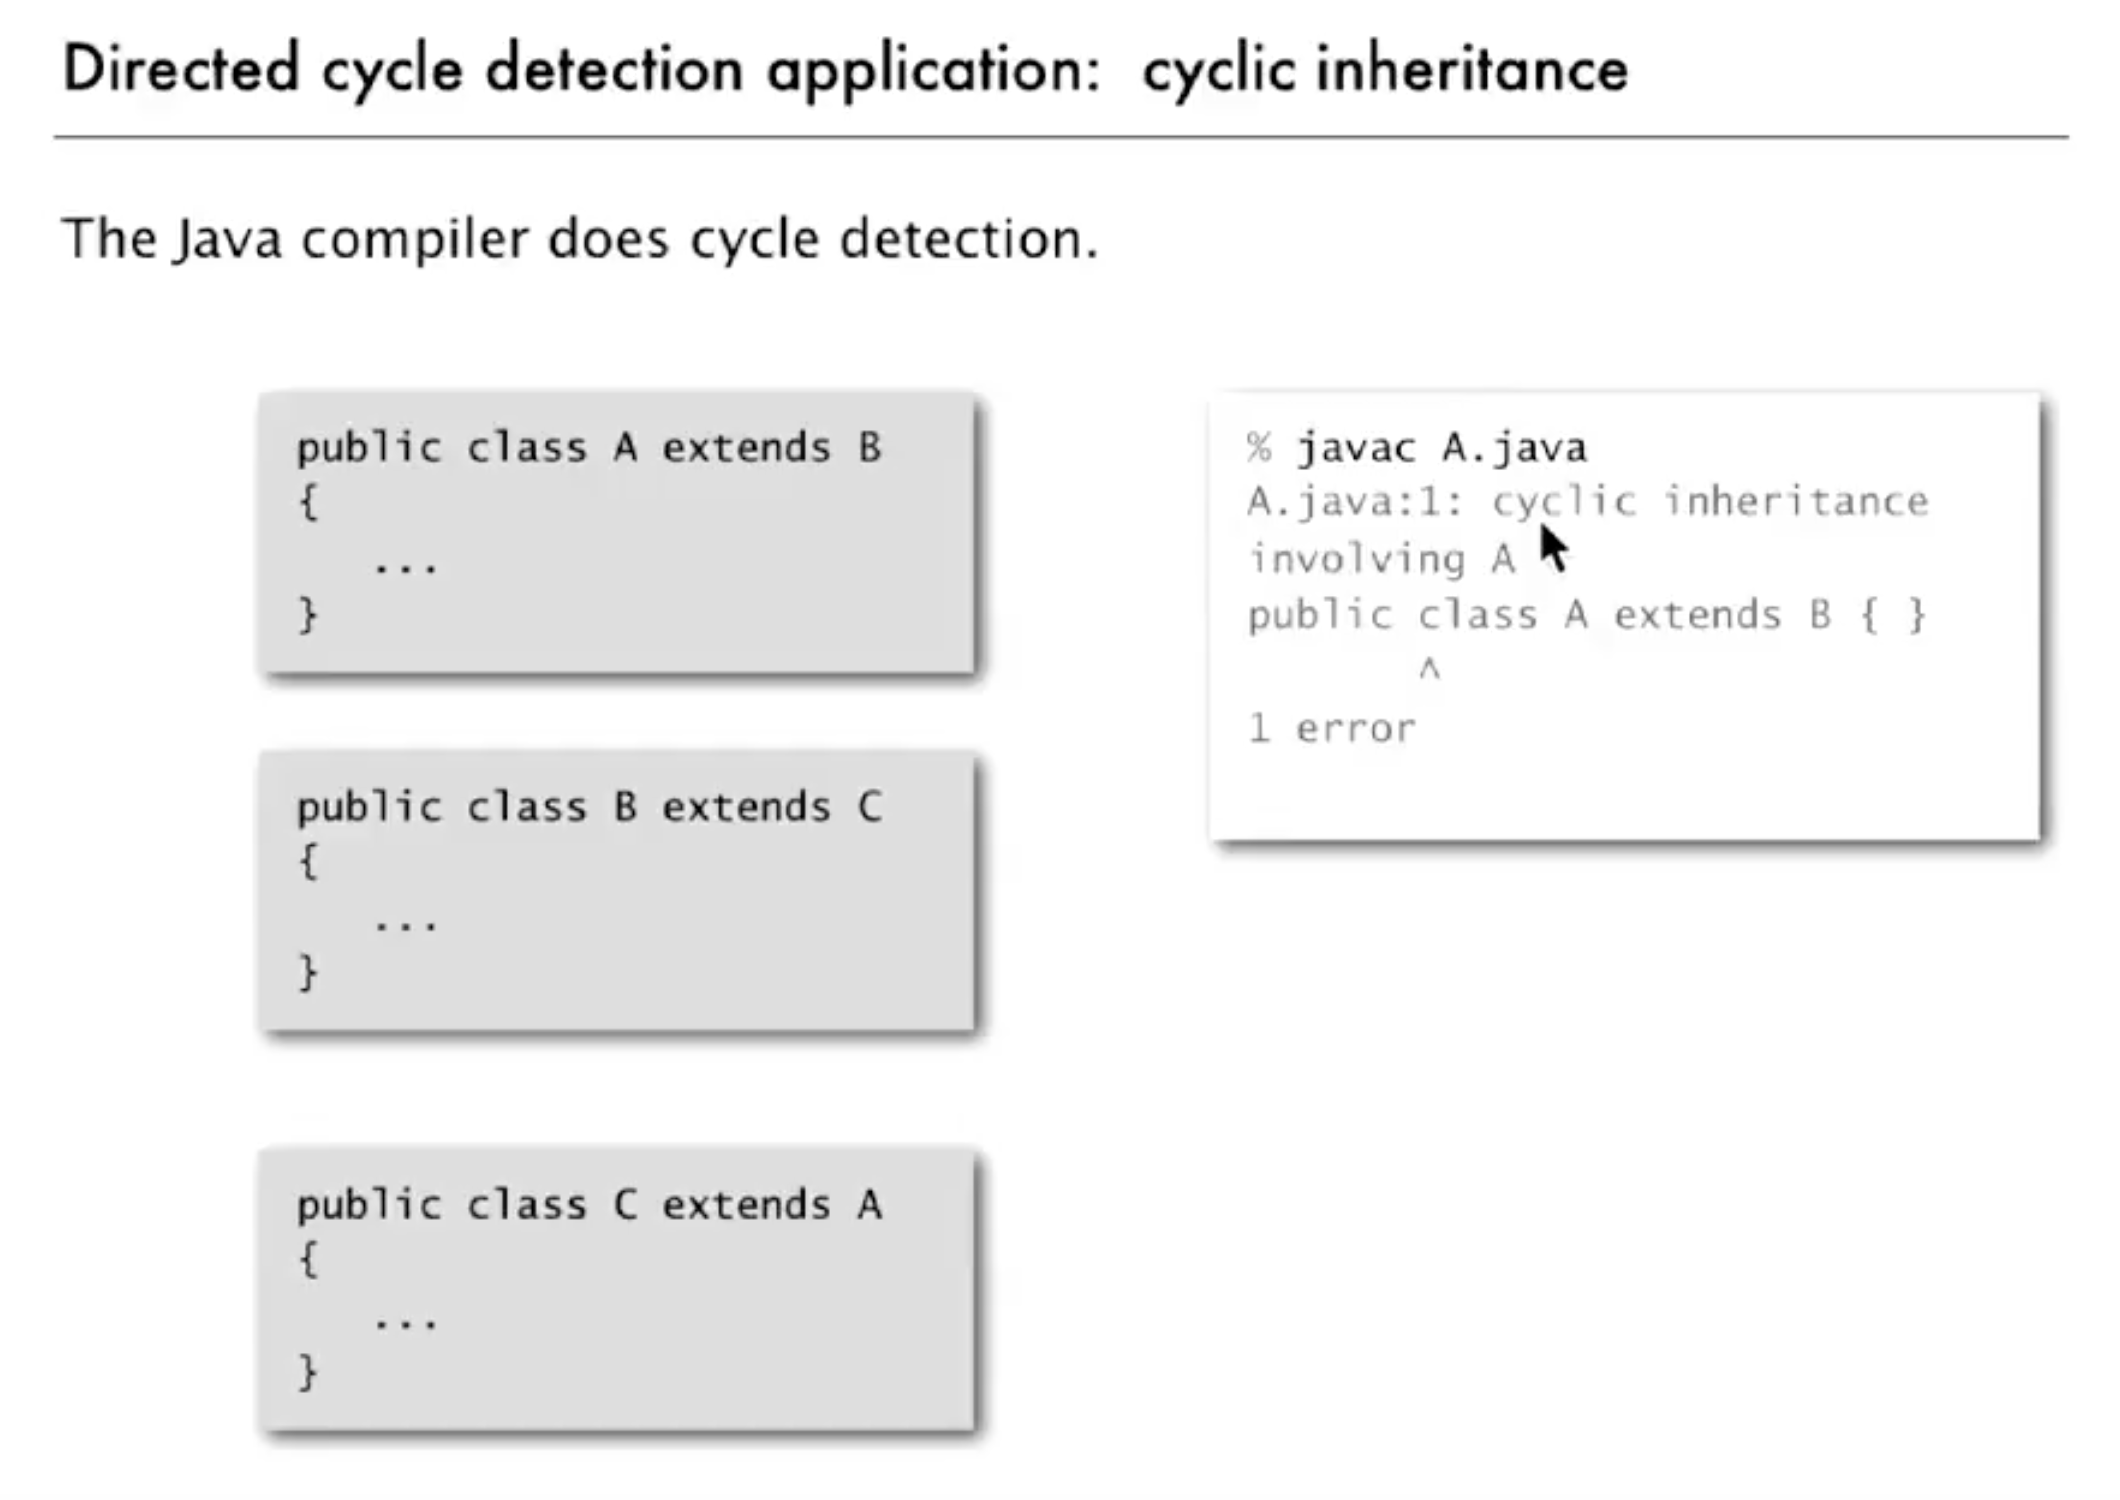 Directed cycle detection application: cyclic inheritance
The Java compiler does cycle detection.
public class A extends B
{
...
}
public class B extends C
{
...
}
public class C extends A
{
...
}
% javac A.java
A.java:1: cyclic inheritance
involving A
public class A extends B { }
^
1 error